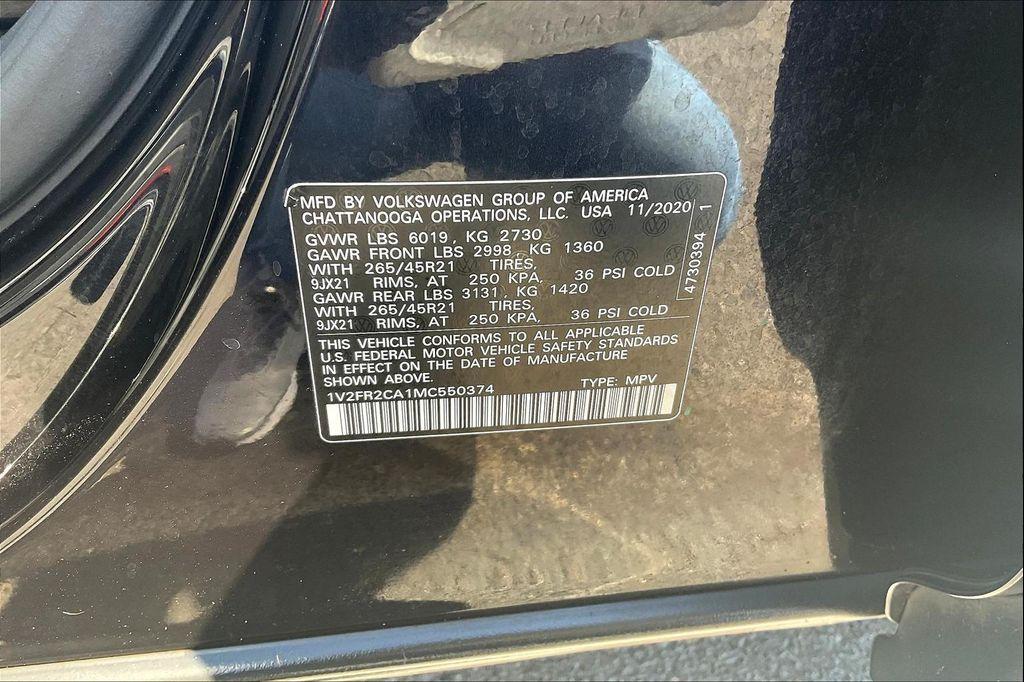 MFD BY VOLKSWAGEN GROUP OF AMERICA
CHATTANOOGA OPERATIONS, LLC. USA 11/2020
GVWR LBS 6019, KG 2730
GAWR FRONT LBS 2998, KG 1360
WITH 265/45R21 TIRES,
9JX21 RIMS, AT 250 KPA, 36 PSI COLD
GAWR REAR LBS 3131, KG 1420
WITH 265/45R21 TIRES,
9JX21 RIMS, AT 250 KPA, 36 PSI COLD
THIS VEHICLE CONFORMS TO ALL APPLICABLE
U.S. FEDERAL MOTOR VEHICLE SAFETY STANDARDS
IN EFFECT ON THE DATE OF MANUFACTURE
SHOWN ABOVE.
1V2FR2CA1MC550374 TYPE: MPV
4730394 1